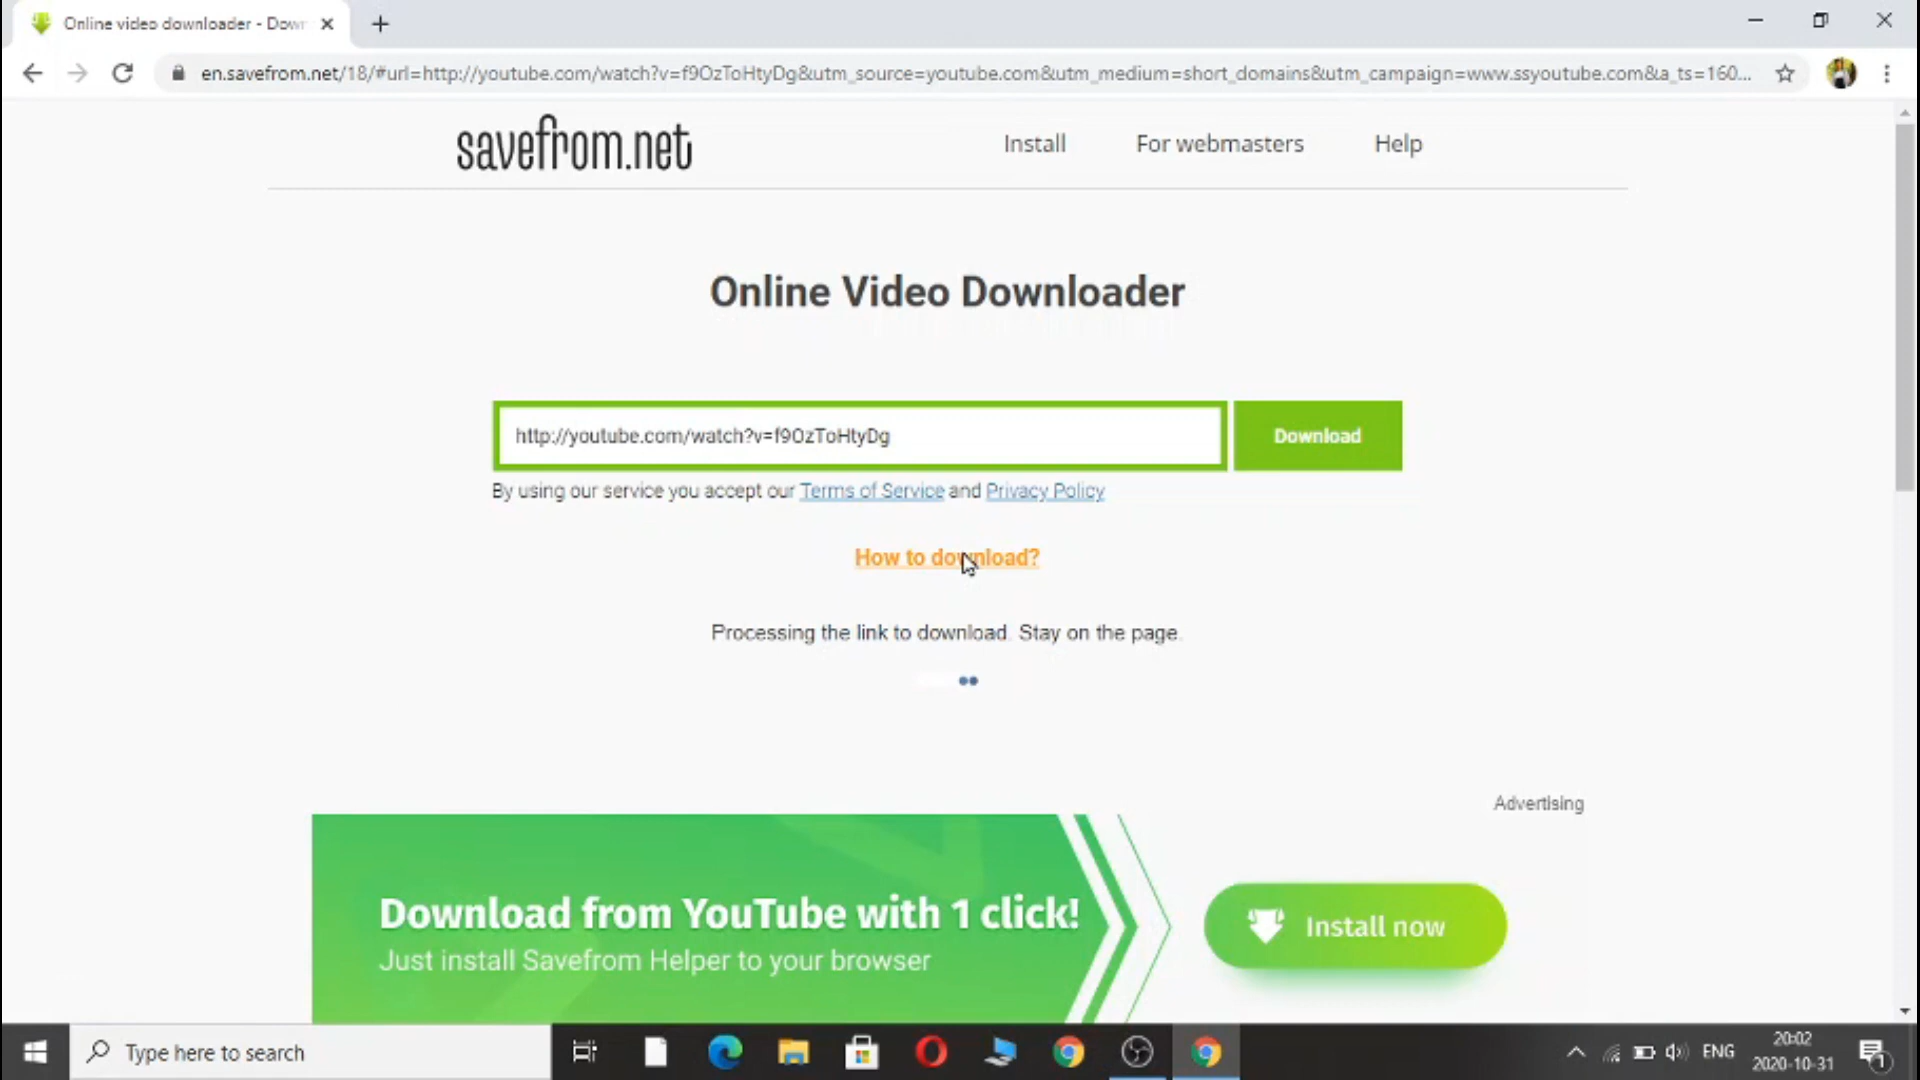 Online video downloader - Down
en.savefrom.net/18/#url=http://youtube.com/watch?v=f9OzToHtyDg&utm_source=youtube.com&utm_medium=short_domains&utm_campaign=www.ssyoutube.com&a_ts=160...
savefrom.net
Install
For webmasters
Help
Online Video Downloader
http://youtube.com/watch?v=f9OzToHtyDg
Download
By using our service you accept our Terms of Service and Privacy Policy
How to download?
Processing the link to download. Stay on the page.
Advertising
Download from YouTube with 1 click!
Just install Savefrom Helper to your browser
Install now
Type here to search
ENG
20:02
2020-10-31
1